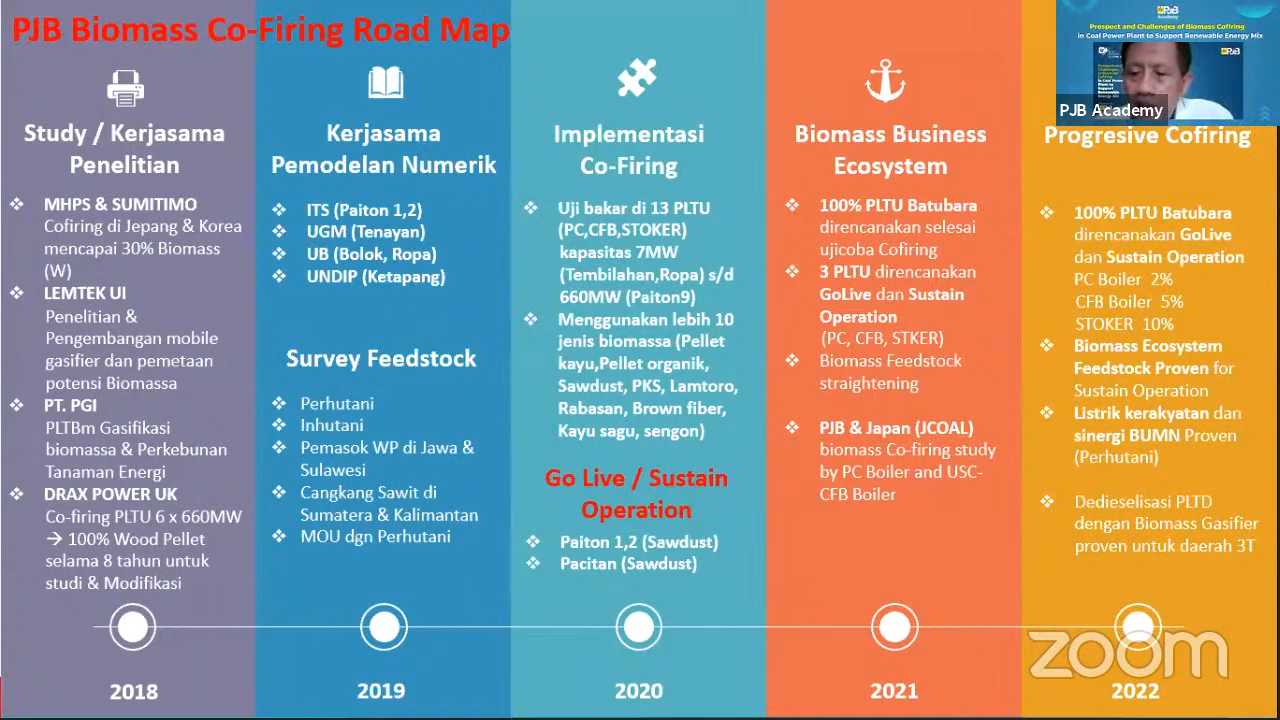 PJB Biomass Co-Firing Road Map
Study / Kerjasama
Penelitian
❖ MHPS & SUMITIMO
Cofiring di Jepang & Korea
mencapai 30% Biomass
(W)
❖ LEMTEK UI
Penelitian &
Pengembangan mobile
gasifier dan pemetaan
potensi Biomassa
❖ PT. PGI
PLTBm Gasifikasi
biomassa & Perkebunan
Tanaman Energi
❖ DRAX POWER UK
Co-firing PLTU 6 x 660MW
→ 100% Wood Pellet
selama 8 tahun untuk
studi & Modifikasi
2018
Kerjasama
Pemodelan Numerik
❖ ITS (Paiton 1,2)
❖ UGM (Tenayan)
❖ UB (Bolok, Ropa)
❖ UNDIP (Ketapang)
Survey Feedstock
❖ Perhutani
❖ Inhutani
❖ Pemasok WP di Jawa &
Sulawesi
❖ Cangkang Sawit di
Sumatera & Kalimantan
❖ MOU dgn Perhutani
2019
Implementasi
Co-Firing
❖ Uji bakar di 13 PLTU
(PC,CFB,STOKER)
kapasitas 7MW
(Tembilahan,Ropa) s/d
660MW (Paiton9)
❖ Menggunakan lebih 10
jenis biomassa (Pellet
kayu,Pellet organik,
Sawdust, PKS, Lamtoro,
Rabasan, Brown fiber,
Kayu sagu, sengon)
Go Live / Sustain
Operation
❖ Paiton 1,2 (Sawdust)
❖ Pacitan (Sawdust)
2020
Biomass Business
Ecosystem
❖ 100% PLTU Batubara
direncanakan selesai
ujicoba Cofiring
❖ 3 PLTU direncanakan
GoLive dan Sustain
Operation
(PC, CFB, STKER)
❖ Biomass Feedstock
straightening
❖ PJB & Japan (JCOAL)
biomass Co-firing study
by PC Boiler and USC-
CFB Boiler
2021
PJB
Academy
Prospect and Challenges of Biomass Cofiring
in Coal Power Plant to Support Renewable Energy Mix
PJB
PJB Academy
Progresive Cofiring
❖ 100% PLTU Batubara
direncanakan GoLive
dan Sustain Operation
PC Boiler 2%
CFB Boiler 5%
STOKER 10%
❖ Biomass Ecosystem
Feedstock Proven for
Sustain Operation
❖ Listrik kerakyatan dan
sinergi BUMN Proven
(Perhutani)
❖ Dedieselisasi PLTD
dengan Biomass Gasifier
proven untuk daerah 3T
zoom
2022